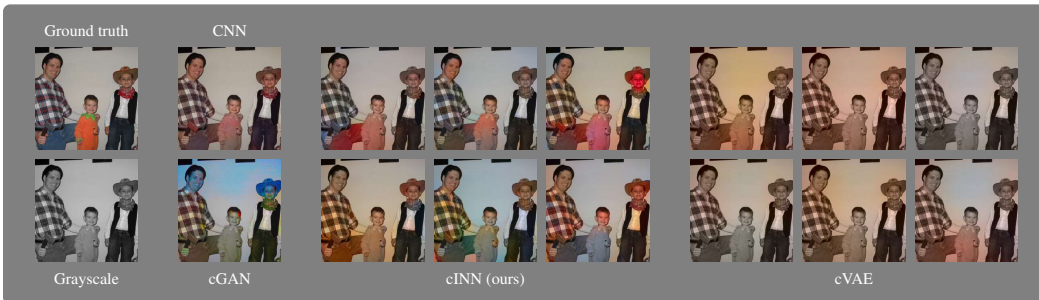 Ground truth
CNN
Grayscale
cGAN
cINN (ours)
cVAE